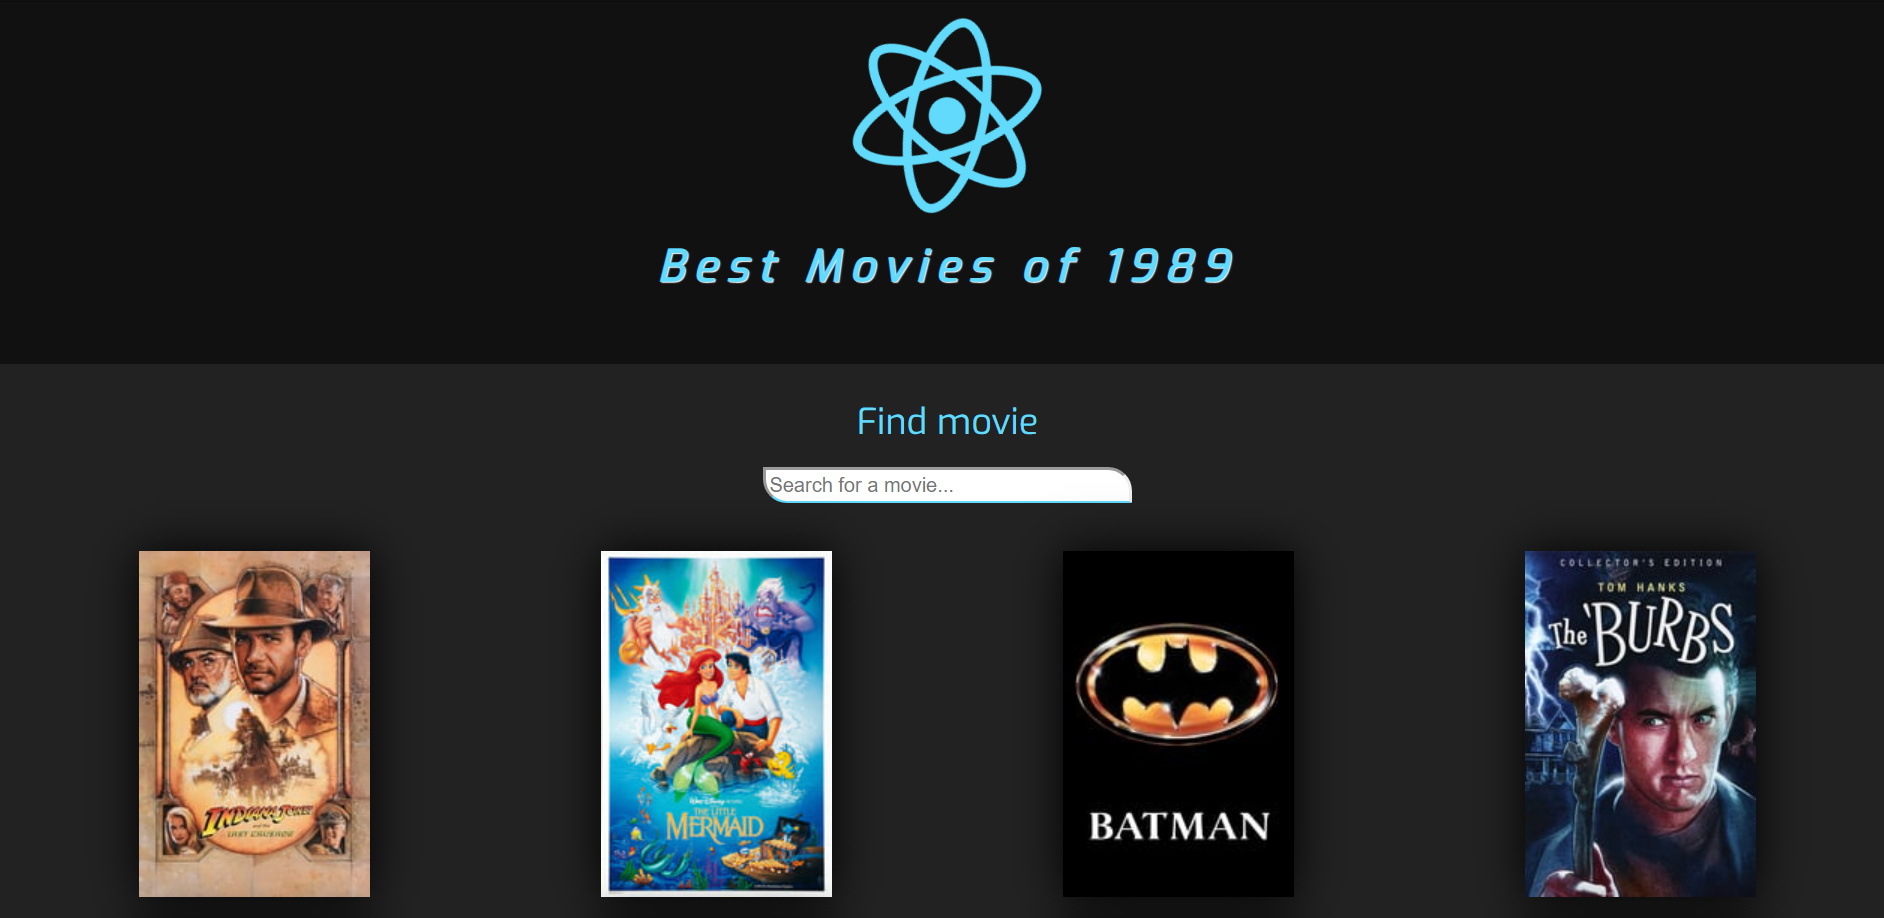 Best Movies of 1989
Find movie
Search for a movie...
INDIANA JONES
and the
LAST CRUSADE
WALT DISNEY PICTURES
THE LITTLE
MERMAID
BATMAN
COLLECTOR'S EDITION
TOM HANKS
The 'BURBS